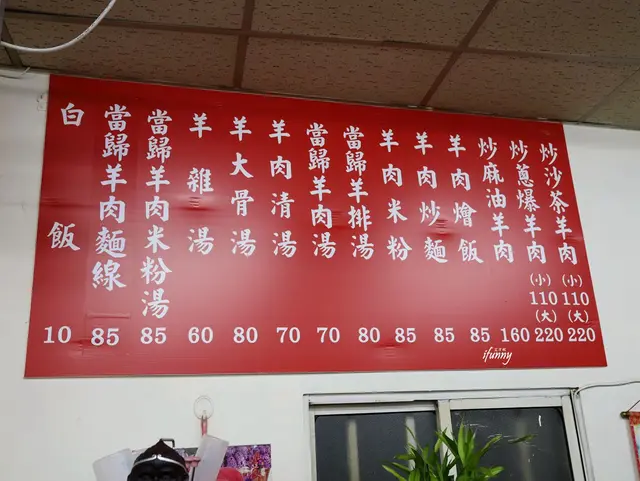 炒沙茶羊肉 (小) 110 (大) 220
炒蔥爆羊肉 (小) 110 (大) 220
炒麻油羊肉 160
羊肉燴飯 85
羊肉炒麵 85
羊肉米粉 85
當歸羊排湯 80
當歸羊肉湯 70
羊肉清湯 70
羊大骨湯 80
羊雜湯 60
當歸羊肉米粉湯 85
當歸羊肉麵線 85
白飯 10
ifunny